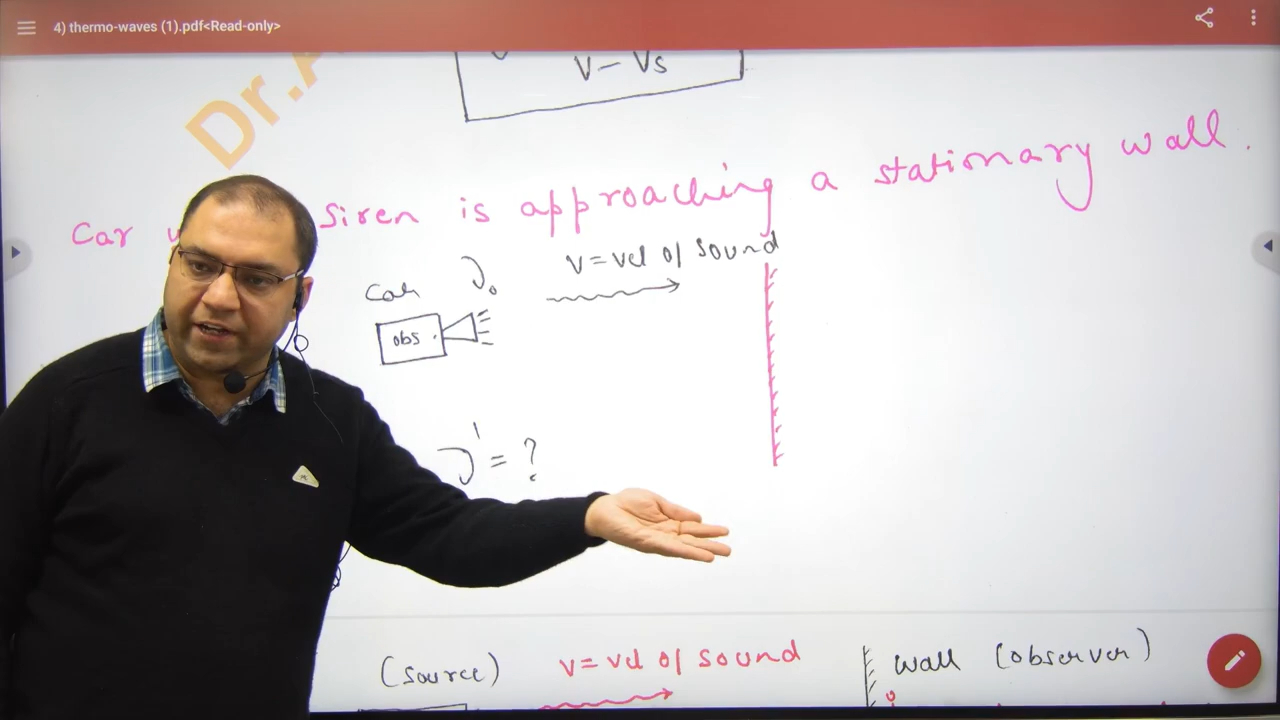 4) thermo-waves (1).pdf<Read-only>
Dr.A
V - Vs
Car siren is approaching a stationary wall.
v = vel of sound
Car ν₀
obs.
ν' = ?
(source) v = vel of sound wall (observer)